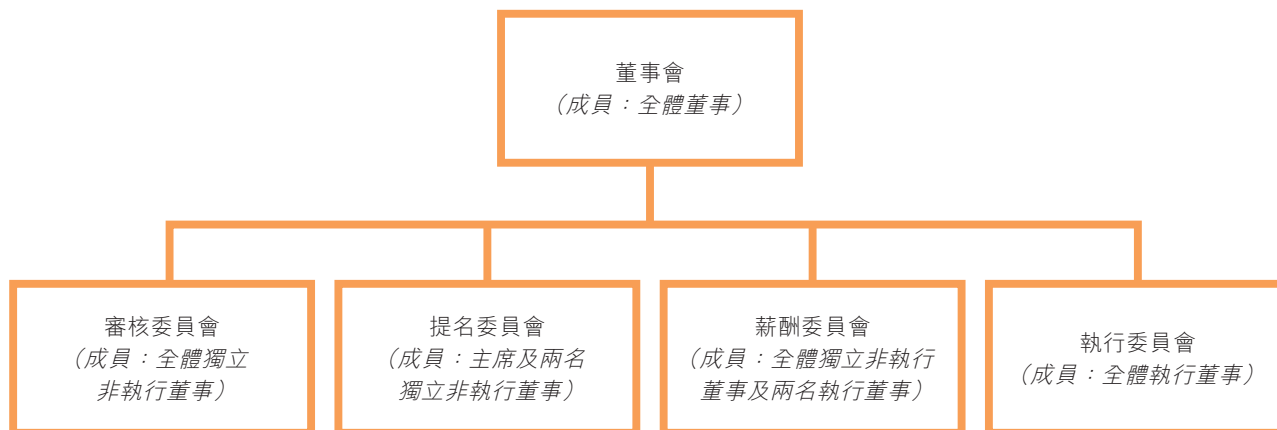 董事會
（成員：全體董事）
審核委員會
（成員：全體獨立
非執行董事）
提名委員會
（成員：主席及兩名
獨立非執行董事）
薪酬委員會
（成員：全體獨立非執行
董事及兩名執行董事）
執行委員會
（成員：全體執行董事）